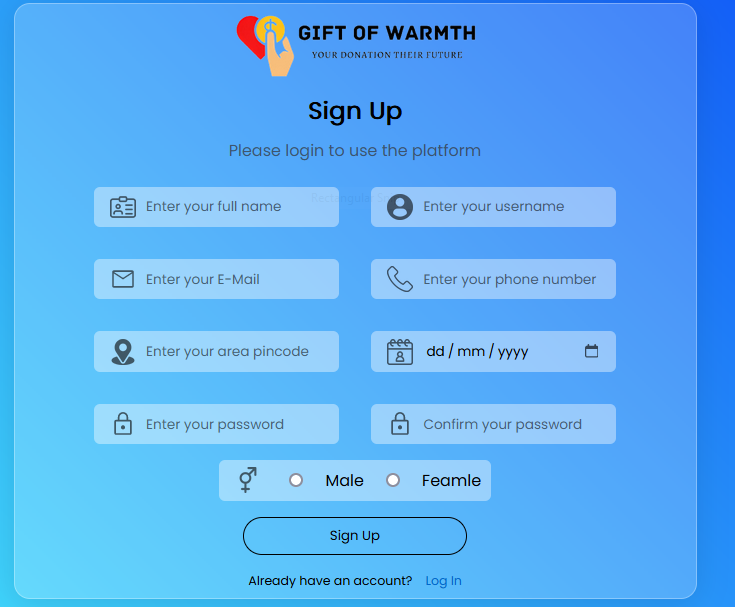 GIFT OF WARMTH
YOUR DONATION THEIR FUTURE
Sign Up
Please login to use the platform
Enter your full name
Enter your username
Enter your E-Mail
Enter your phone number
Enter your area pincode
dd / mm / yyyy
Enter your password
Confirm your password
Male Feamle
Sign Up
Already have an account? Log In